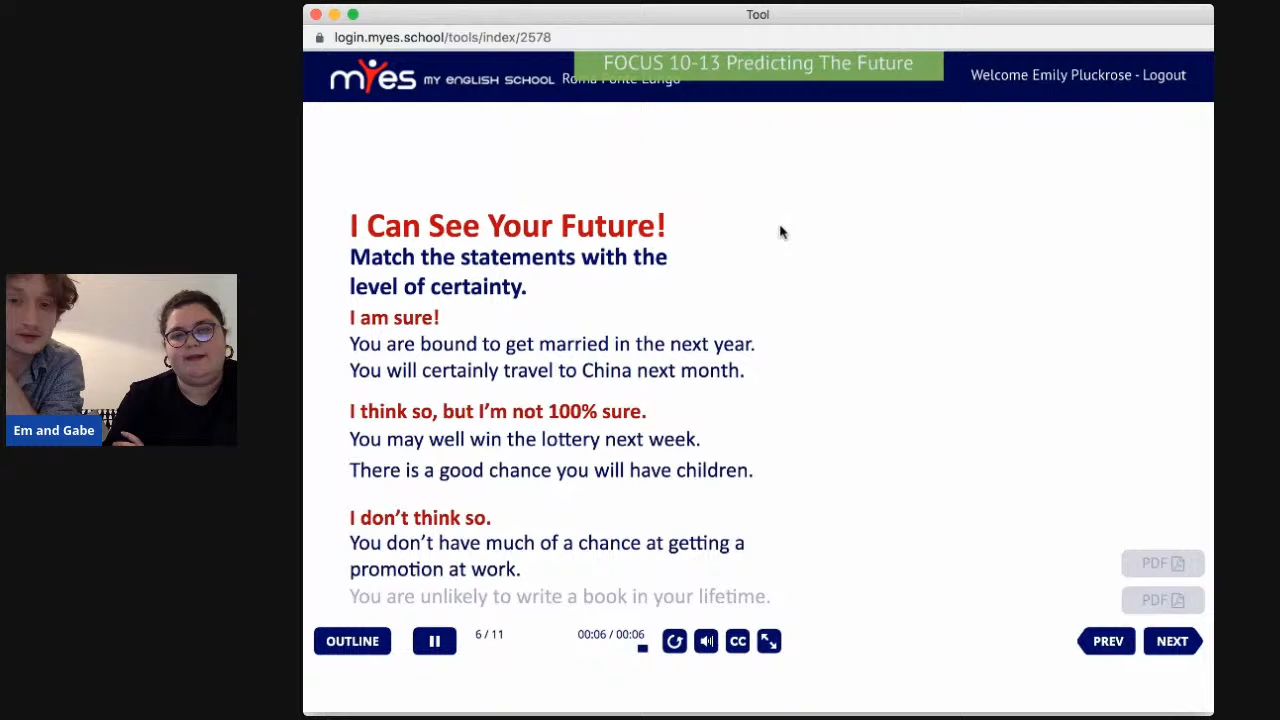 Tool
login.myes.school/tools/index/2578
FOCUS 10-13 Predicting The Future
myes MY ENGLISH SCHOOL Roma Ponte Lungo
Welcome Emily Pluckrose - Logout
I Can See Your Future!
Match the statements with the
level of certainty.
I am sure!
You are bound to get married in the next year.
You will certainly travel to China next month.
I think so, but I'm not 100% sure.
You may well win the lottery next week.
There is a good chance you will have children.
I don't think so.
You don't have much of a chance at getting a
promotion at work.
You are unlikely to write a book in your lifetime.
Em and Gabe
PDF
PDF
OUTLINE
6 / 11
00:06 / 00:06
CC
PREV
NEXT